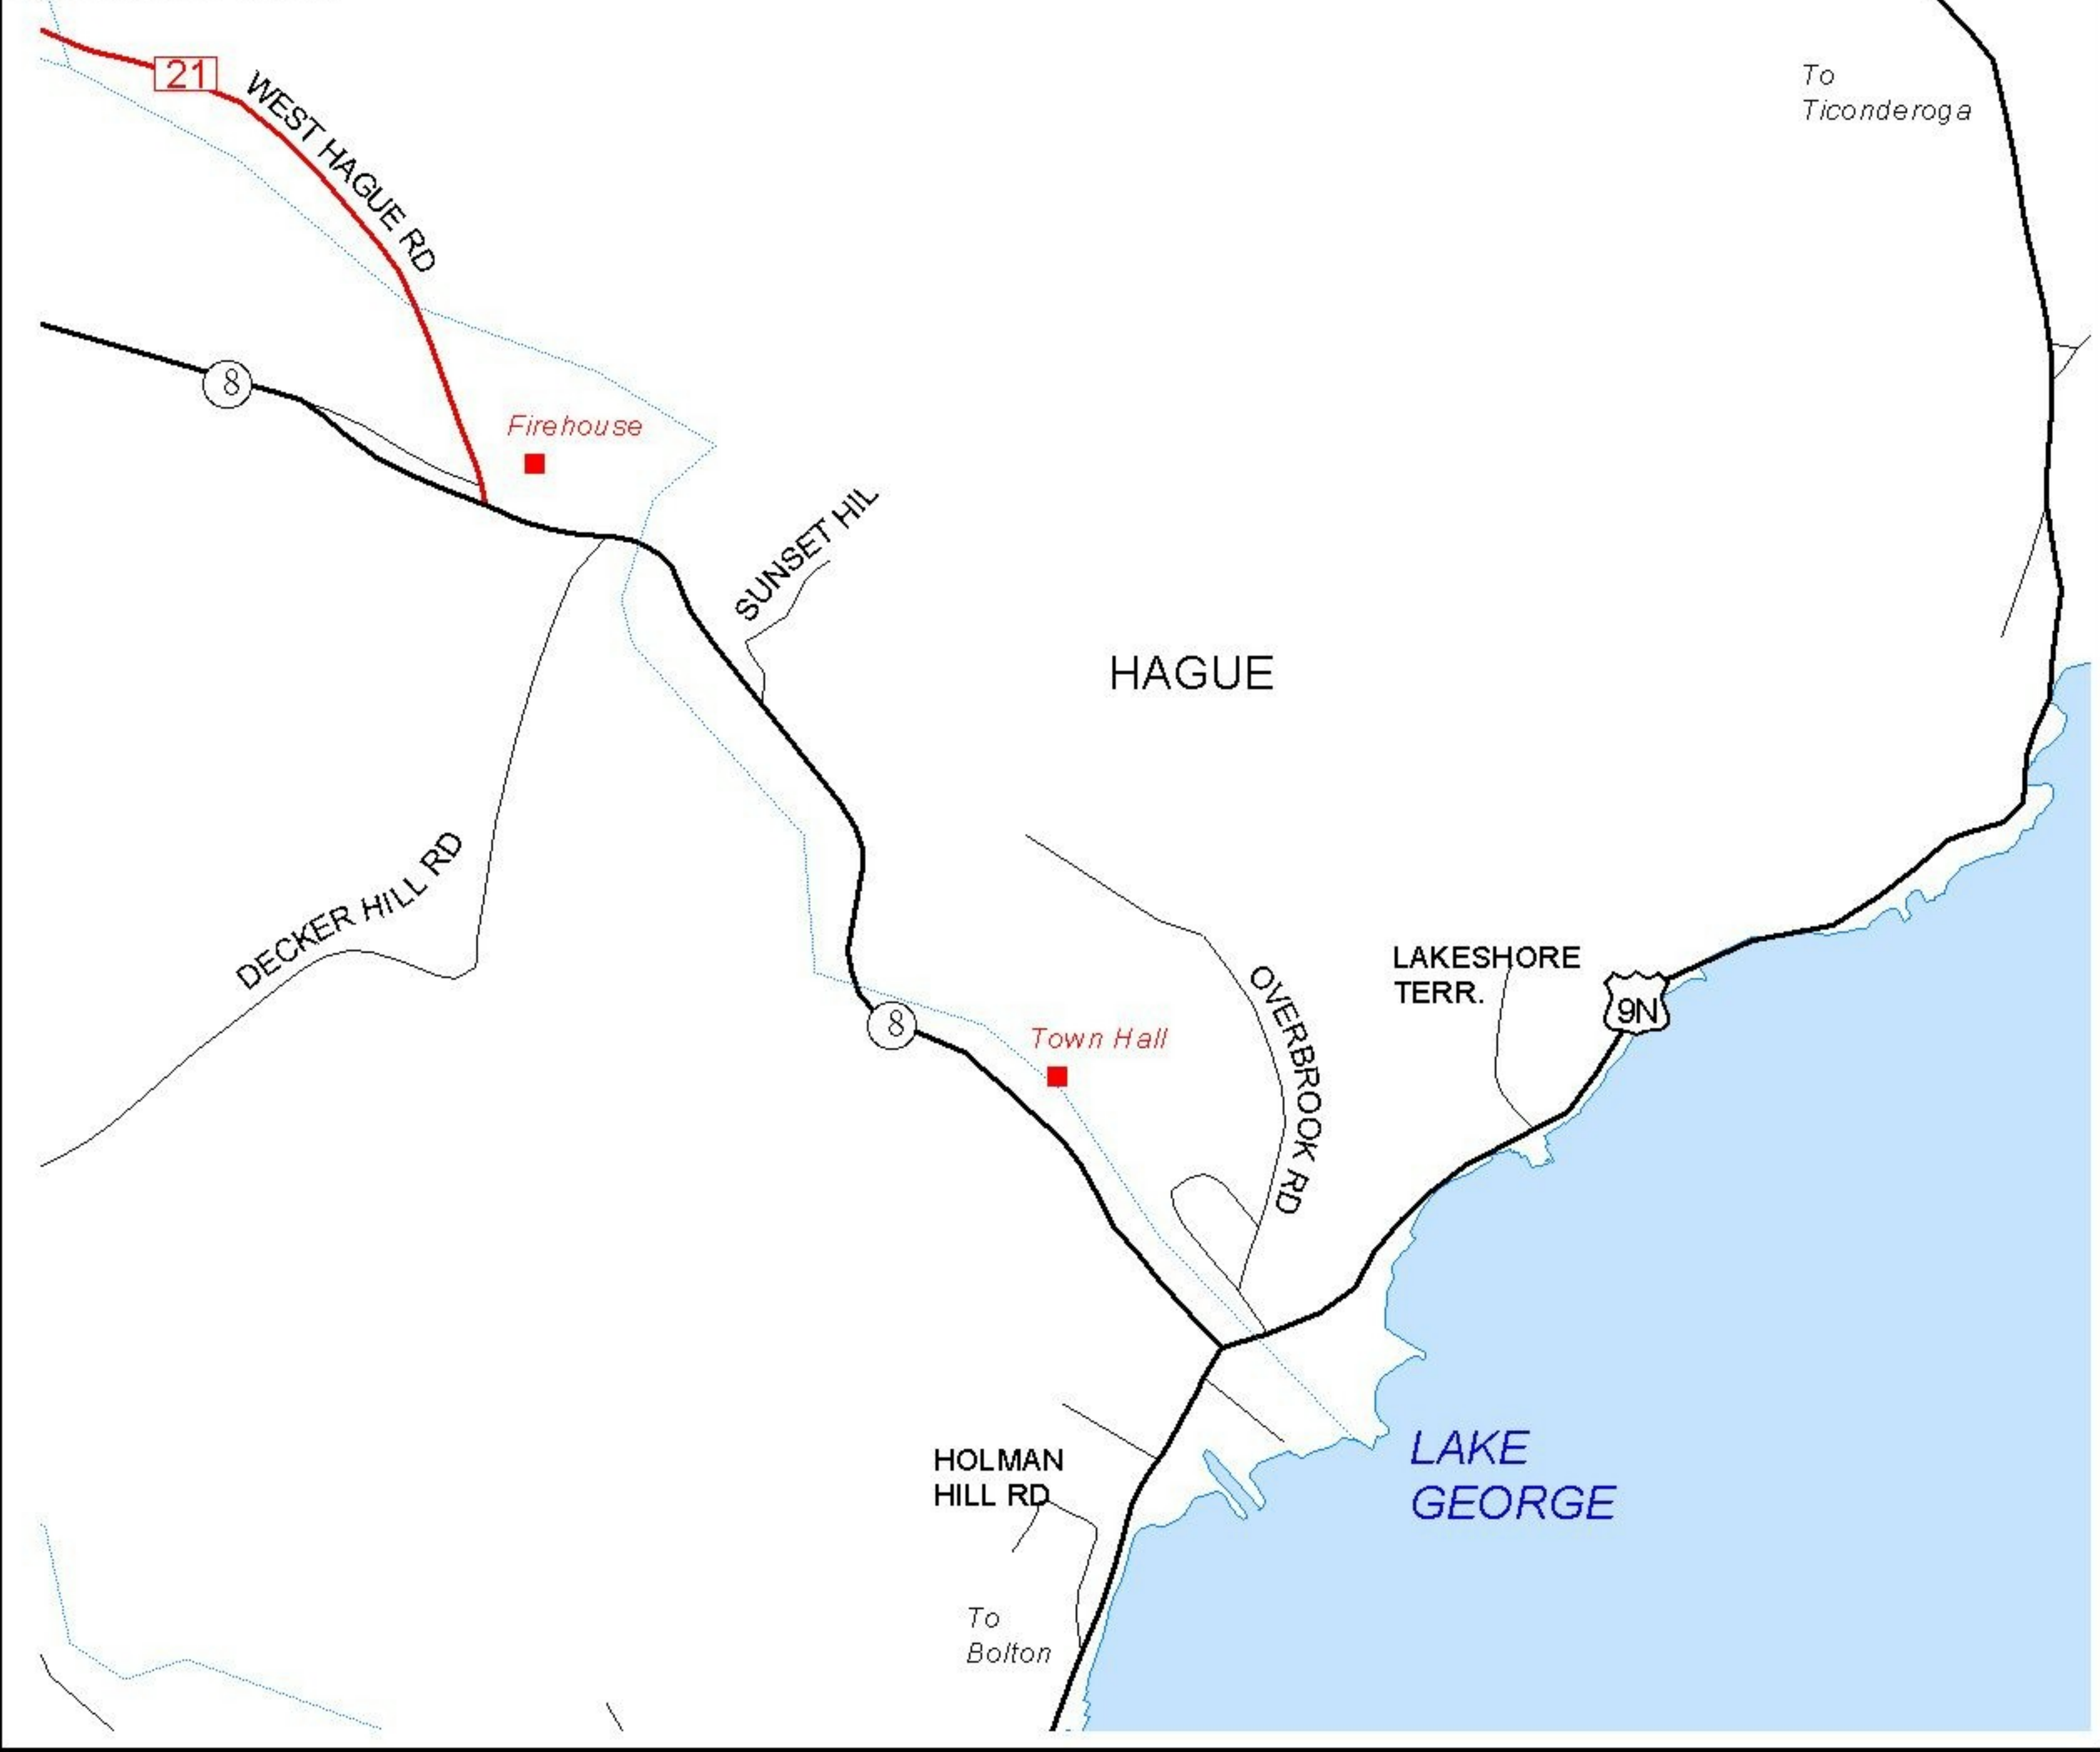 21
WEST HAGUE RD
To
Ticonderoga
8
Firehouse
SUNSET HIL
HAGUE
DECKER HILL RD
LAKESHORE
TERR.
OVERBROOK RD
9N
8
Town Hall
HOLMAN
HILL RD
LAKE
GEORGE
To
Bolton